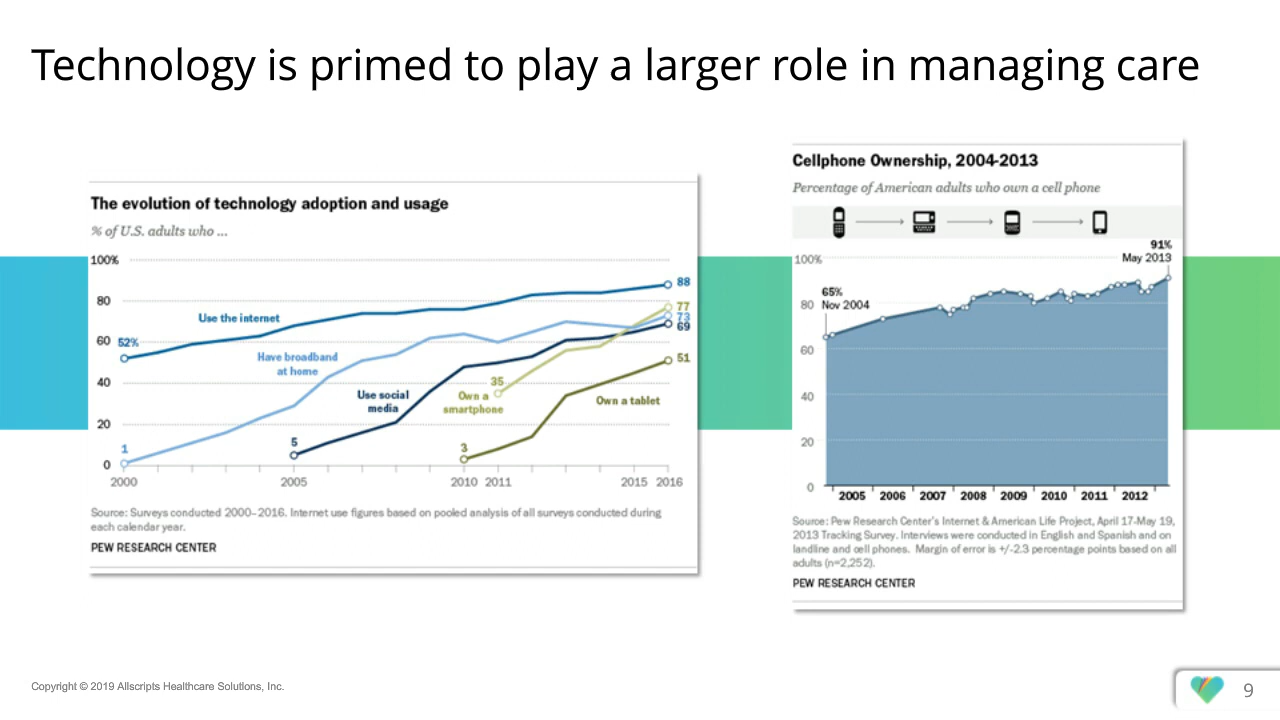 Technology is primed to play a larger role in managing care
The evolution of technology adoption and usage
% of U.S. adults who ...
100%
80
60
40
20
0
52%
Use the internet
88
1
Have broadband
at home
73
5
Use social
media
69
35
Own a
smartphone
77
3
Own a tablet
51
2000
2005
2010
2011
2015
2016
Source: Surveys conducted 2000–2016. Internet use figures based on pooled analysis of all surveys conducted during
each calendar year.
PEW RESEARCH CENTER
Cellphone Ownership, 2004-2013
Percentage of American adults who own a cell phone
91%
May 2013
100%
65%
Nov 2004
80
60
40
20
0
2005
2006
2007
2008
2009
2010
2011
2012
Source: Pew Research Center's Internet & American Life Project, April 17-May 19,
2013 Tracking Survey. Interviews were conducted in English and Spanish and on
landline and cell phones. Margin of error is +/-2.3 percentage points based on all
adults (n=2,252).
PEW RESEARCH CENTER
Copyright © 2019 Allscripts Healthcare Solutions, Inc.
9